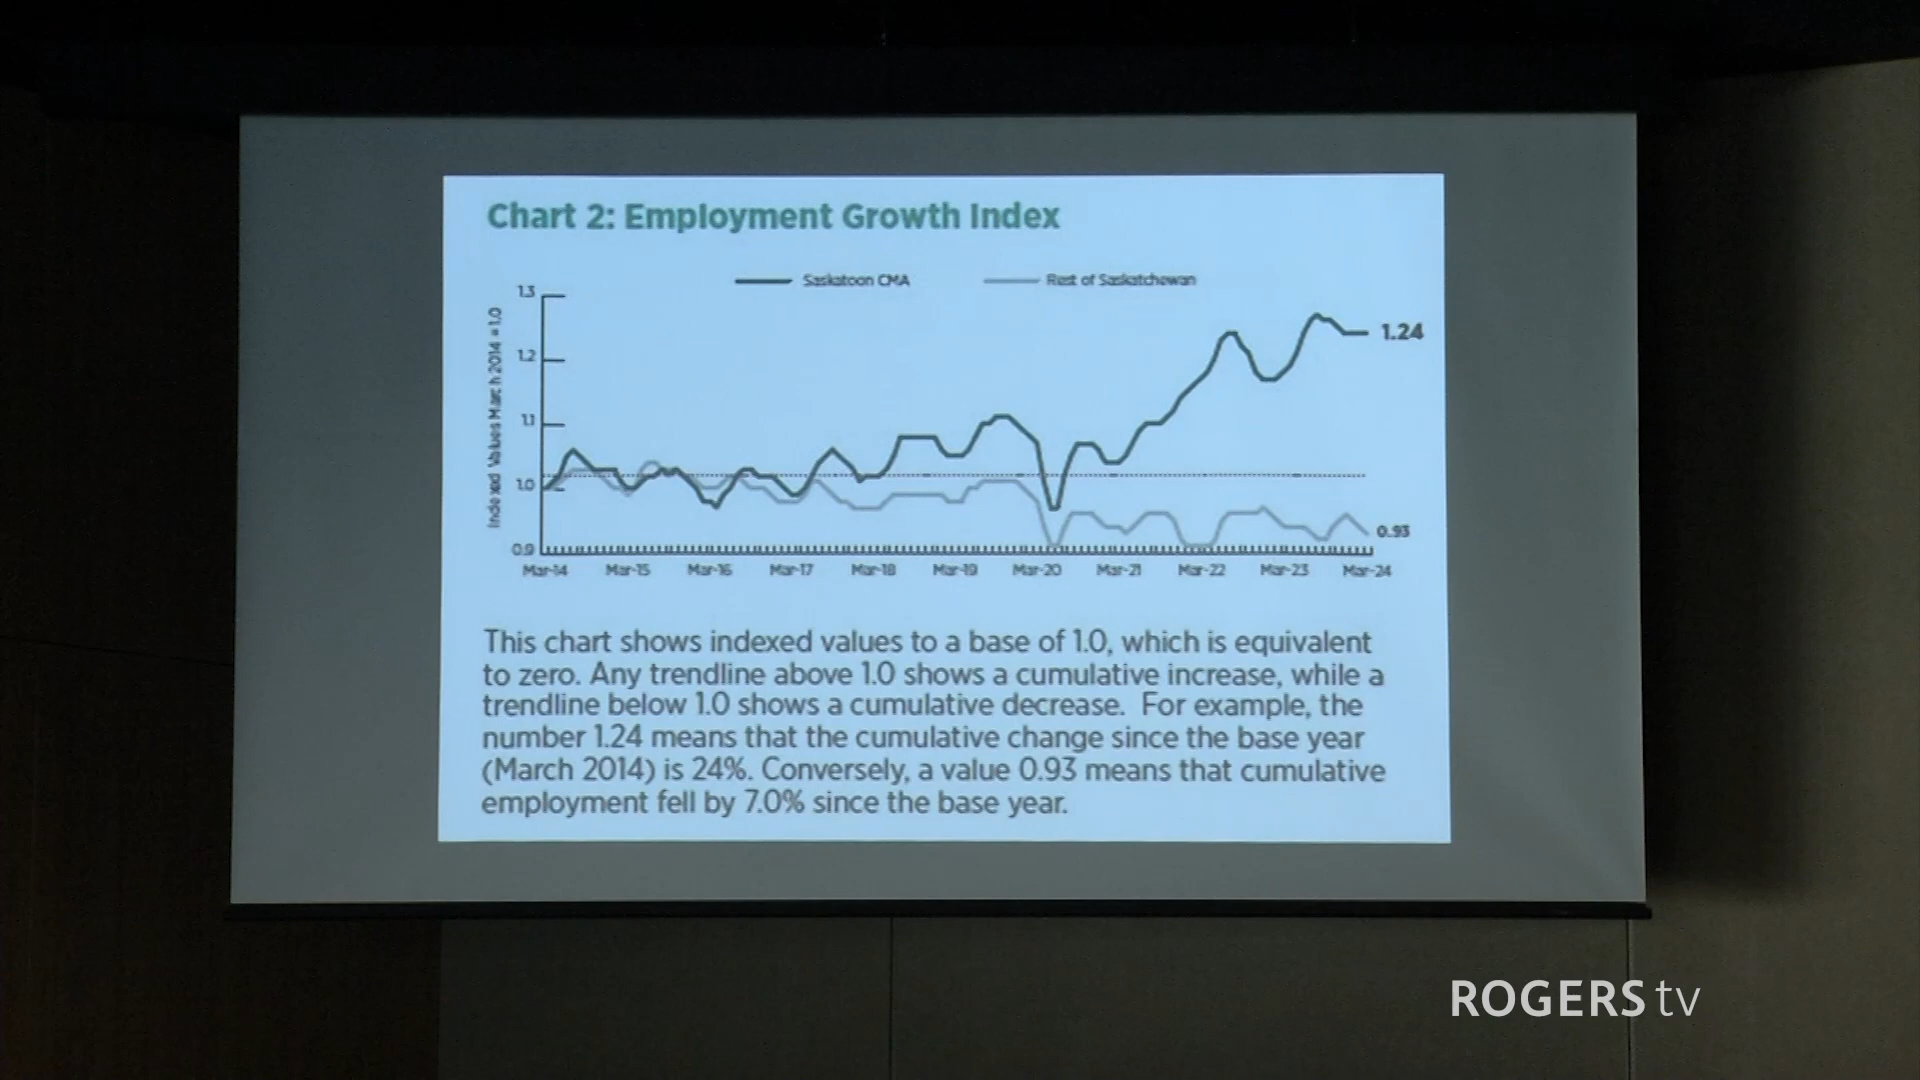 Chart 2: Employment Growth Index
Saskatoon CMA
Rest of Saskatchewan
Indexed Values March 2014 = 1.0
1.3
1.2
1.1
1.0
0.9
1.24
0.93
Mar-14 Mar-15 Mar-16 Mar-17 Mar-18 Mar-19 Mar-20 Mar-21 Mar-22 Mar-23 Mar-24
This chart shows indexed values to a base of 1.0, which is equivalent
to zero. Any trendline above 1.0 shows a cumulative increase, while a
trendline below 1.0 shows a cumulative decrease. For example, the
number 1.24 means that the cumulative change since the base year
(March 2014) is 24%. Conversely, a value 0.93 means that cumulative
employment fell by 7.0% since the base year.
ROGERS tv